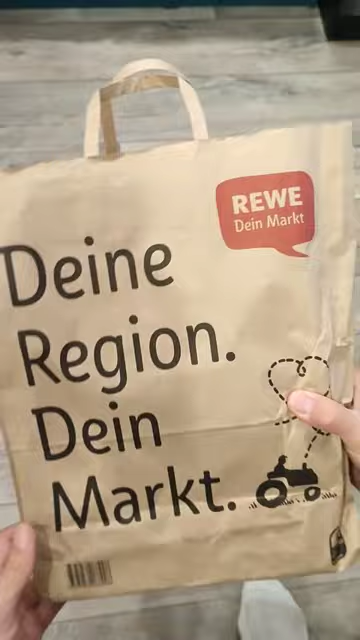 REWE
Dein Markt
Deine
Region.
Dein
Markt.